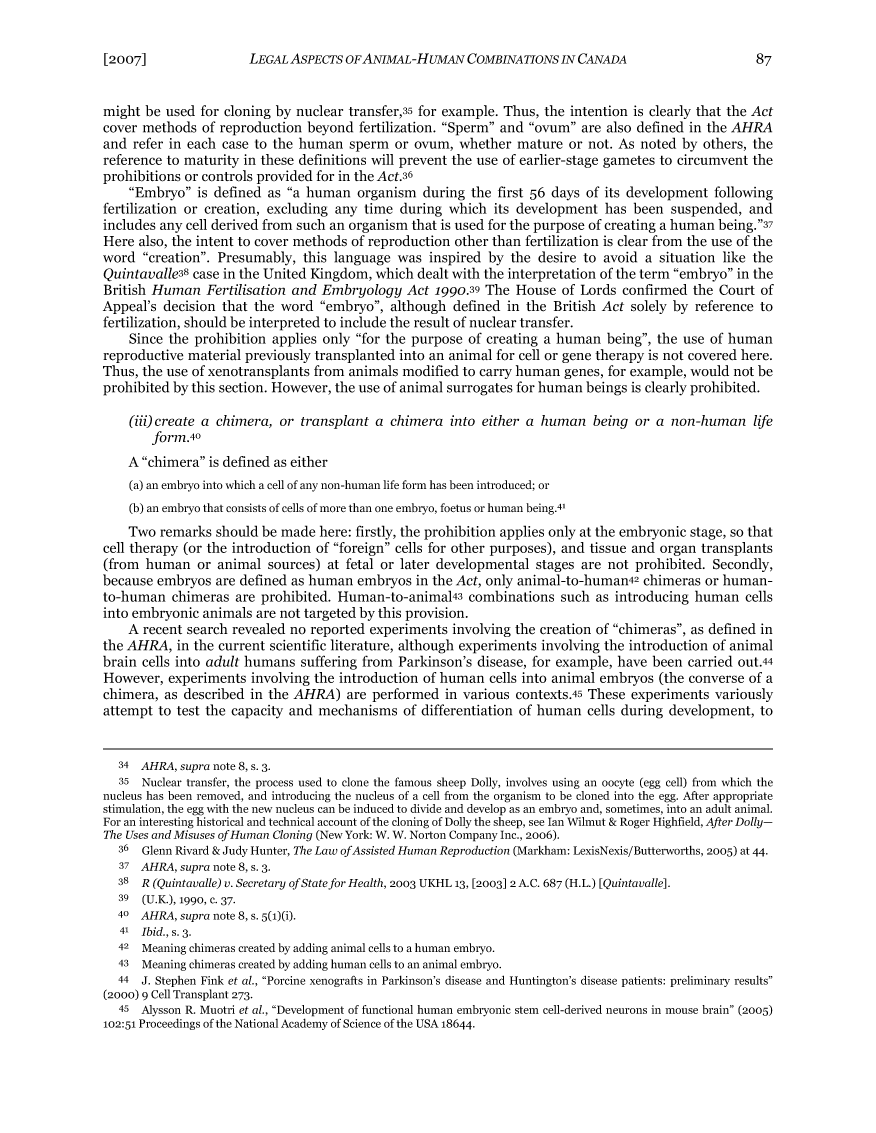 [2007] LEGAL ASPECTS OF ANIMAL-HUMAN COMBINATIONS IN CANADA 87
might be used for cloning by nuclear transfer,35 for example. Thus, the intention is clearly that the Act
cover methods of reproduction beyond fertilization. “Sperm” and “ovum” are also defined in the AHRA
and refer in each case to the human sperm or ovum, whether mature or not. As noted by others, the
reference to maturity in these definitions will prevent the use of earlier-stage gametes to circumvent the
prohibitions or controls provided for in the Act.36
“Embryo” is defined as “a human organism during the first 56 days of its development following
fertilization or creation, excluding any time during which its development has been suspended, and
includes any cell derived from such an organism that is used for the purpose of creating a human being.”37
Here also, the intent to cover methods of reproduction other than fertilization is clear from the use of the
word “creation”. Presumably, this language was inspired by the desire to avoid a situation like the
Quintavalle38 case in the United Kingdom, which dealt with the interpretation of the term “embryo” in the
British Human Fertilisation and Embryology Act 1990.39 The House of Lords confirmed the Court of
Appeal’s decision that the word “embryo”, although defined in the British Act solely by reference to
fertilization, should be interpreted to include the result of nuclear transfer.
Since the prohibition applies only “for the purpose of creating a human being”, the use of human
reproductive material previously transplanted into an animal for cell or gene therapy is not covered here.
Thus, the use of xenotransplants from animals modified to carry human genes, for example, would not be
prohibited by this section. However, the use of animal surrogates for human beings is clearly prohibited.
(iii) create a chimera, or transplant a chimera into either a human being or a non-human life
form.40
A “chimera” is defined as either
(a) an embryo into which a cell of any non-human life form has been introduced; or
(b) an embryo that consists of cells of more than one embryo, foetus or human being.41
Two remarks should be made here: firstly, the prohibition applies only at the embryonic stage, so that
cell therapy (or the introduction of “foreign” cells for other purposes), and tissue and organ transplants
(from human or animal sources) at fetal or later developmental stages are not prohibited. Secondly,
because embryos are defined as human embryos in the Act, only animal-to-human42 chimeras or human-
to-human chimeras are prohibited. Human-to-animal43 combinations such as introducing human cells
into embryonic animals are not targeted by this provision.
A recent search revealed no reported experiments involving the creation of “chimeras”, as defined in
the AHRA, in the current scientific literature, although experiments involving the introduction of animal
brain cells into adult humans suffering from Parkinson’s disease, for example, have been carried out.44
However, experiments involving the introduction of human cells into animal embryos (the converse of a
chimera, as described in the AHRA) are performed in various contexts.45 These experiments variously
attempt to test the capacity and mechanisms of differentiation of human cells during development, to
34 AHRA, supra note 8, s. 3.
35 Nuclear transfer, the process used to clone the famous sheep Dolly, involves using an oocyte (egg cell) from which the
nucleus has been removed, and introducing the nucleus of a cell from the organism to be cloned into the egg. After appropriate
stimulation, the egg with the new nucleus can be induced to divide and develop as an embryo and, sometimes, into an adult animal.
For an interesting historical and technical account of the cloning of Dolly the sheep, see Ian Wilmut & Roger Highfield, After Dolly—
The Uses and Misuses of Human Cloning (New York: W. W. Norton Company Inc., 2006).
36 Glenn Rivard & Judy Hunter, The Law of Assisted Human Reproduction (Markham: LexisNexis/Butterworths, 2005) at 44.
37 AHRA, supra note 8, s. 3.
38 R (Quintavalle) v. Secretary of State for Health, 2003 UKHL 13, [2003] 2 A.C. 687 (H.L.) [Quintavalle].
39 (U.K.), 1990, c. 37.
40 AHRA, supra note 8, s. 5(1)(i).
41 Ibid., s. 3.
42 Meaning chimeras created by adding animal cells to a human embryo.
43 Meaning chimeras created by adding human cells to an animal embryo.
44 J. Stephen Fink et al., “Porcine xenografts in Parkinson’s disease and Huntington’s disease patients: preliminary results”
(2000) 9 Cell Transplant 273.
45 Alysson R. Muotri et al., “Development of functional human embryonic stem cell-derived neurons in mouse brain” (2005)
102:51 Proceedings of the National Academy of Science of the USA 18644.